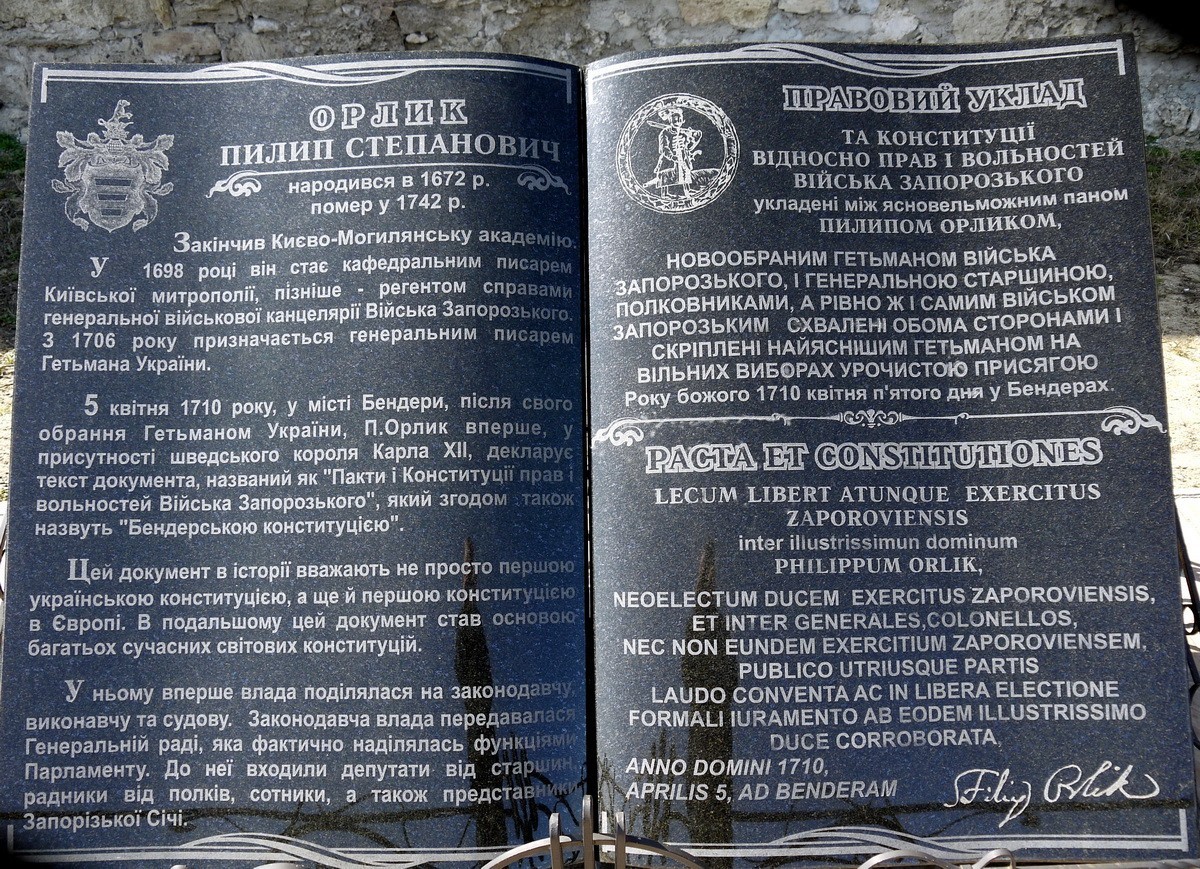 ОРЛИК
ПИЛИП СТЕПАНОВИЧ
народився в 1672 р.
помер у 1742 р.
Закінчив Києво-Могилянську академію.
У 1698 році він стає кафедральним писарем
Київської митрополії, пізніше - регентом справами
генеральної військової канцелярії Війська Запорозького.
З 1706 року призначається генеральним писарем
Гетьмана України.
5 квітня 1710 року, у місті Бендери, після свого
обрання Гетьманом України, П.Орлик вперше, у
присутності шведського короля Карла XII, декларує
текст документа, названий як "Пакти і Конституції прав і
вольностей Війська Запорозького", який згодом також
назвуть "Бендерською конституцією".
Цей документ в історії вважають не просто першою
українською конституцією, а ще й першою конституцією
в Європі. В подальшому цей документ став основою
багатьох сучасних світових конституцій.
У ньому вперше влада поділялася на законодавчу,
виконавчу та судову. Законодавча влада передавалася
Генеральній раді, яка фактично наділялась функціями
Парламенту. До неї входили депутати від старшин,
радники від полків, сотники, а також представники
Запорізької Січі.
ПРАВОВИЙ УКЛАД
ТА КОНСТИТУЦІЇ
ВІДНОСНО ПРАВ І ВОЛЬНОСТЕЙ
ВІЙСЬКА ЗАПОРОЗЬКОГО
укладені між ясновельможним паном
ПИЛИПОМ ОРЛИКОМ,
НОВООБРАНИМ ГЕТЬМАНОМ ВІЙСЬКА
ЗАПОРОЗЬКОГО, І ГЕНЕРАЛЬНОЮ СТАРШИНОЮ,
ПОЛКОВНИКАМИ, А РІВНО Ж І САМИМ ВІЙСЬКОМ
ЗАПОРОЗЬКИМ СХВАЛЕНІ ОБОМА СТОРОНАМИ І
СКРІПЛЕНІ НАЙЯСНІШИМ ГЕТЬМАНОМ НА
ВІЛЬНИХ ВИБОРАХ УРОЧИСТОЮ ПРИСЯГОЮ
Року божого 1710 квітня п'ятого дня у Бендерах.
PACTA ET CONSTITUTIONES
LECUM LIBERT ATUNQUE EXERCITUS
ZAPOROVIENSIS
inter illustrissimun dominum
PHILIPPUM ORLIK,
NEOELECTUM DUCEM EXERCITUS ZAPOROVIENSIS,
ET INTER GENERALES,COLONELLOS,
NEC NON EUNDEM EXERCITIUM ZAPOROVIENSEM,
PUBLICO UTRIUSQUE PARTIS
LAUDO CONVENTA AC IN LIBERA ELECTIONE
FORMALI IURAMENTO AB EODEM ILLUSTRISSIMO
DUCE CORROBORATA,
ANNO DOMINI 1710,
APRILIS 5, AD BENDERAM
Filip Orlik